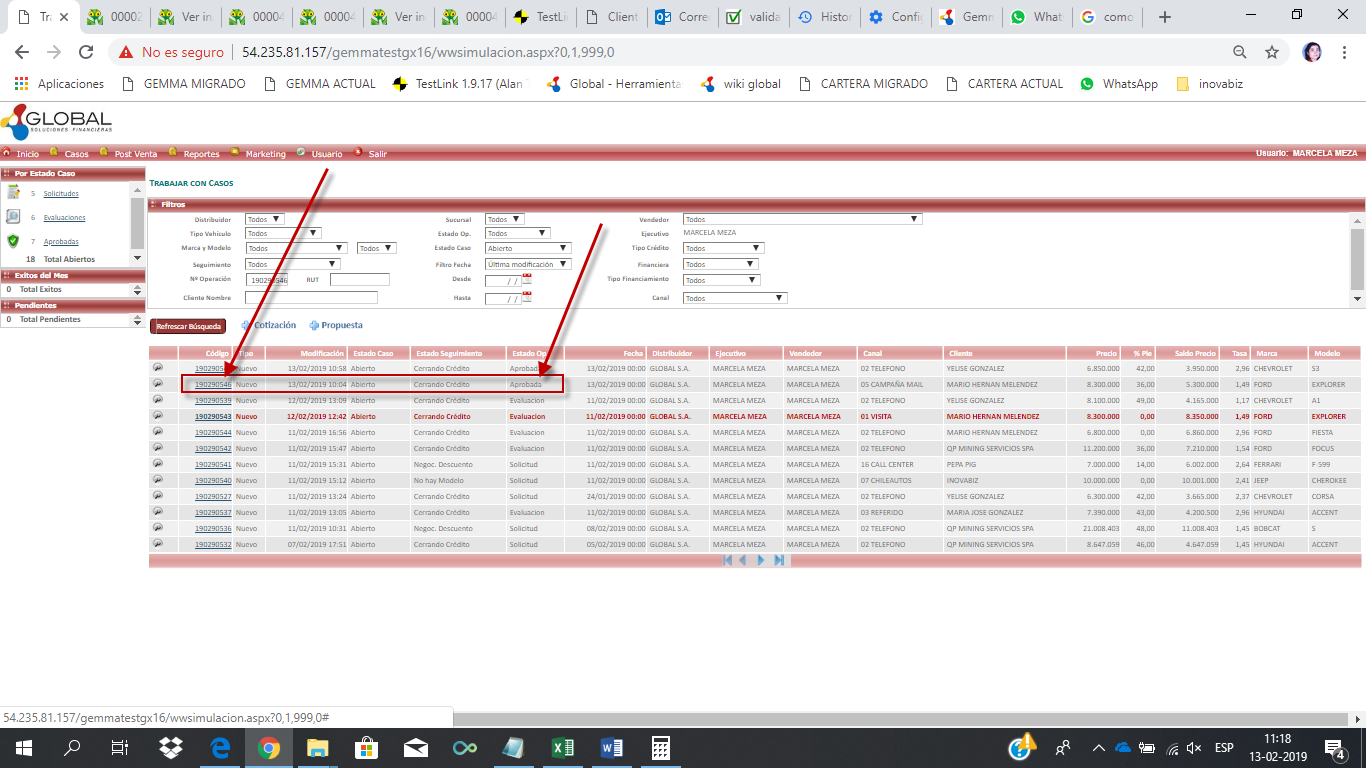 Tra
00002
Ver in
00004
00004
Ver in
00004
TestLin
Client
Corre
valida
Histor
Confi
Gemm
What
como
No es seguro
54.235.81.157/gemmatestgx16/wwsimulacion.aspx?0,1,999,0
Aplicaciones
GEMMA MIGRADO
GEMMA ACTUAL
TestLink 1.9.17 (Alan
Global - Herramienta
wiki global
CARTERA MIGRADO
CARTERA ACTUAL
WhatsApp
inovabiz
GLOBAL
SOLUCIONES FINANCIERAS
Inicio Casos Post Venta Reportes Marketing Usuario Salir
Usuario: MARCELA MEZA
Por Estado Caso
5 Solicitudes
6 Evaluaciones
7 Aprobadas
18 Total Abiertos
Exitos del Mes
0 Total Exitos
Pendientes
0 Total Pendientes
TRABAJAR CON CASOS
Filtros
Distribuidor Todos Sucursal Todos Vendedor Todos
Tipo Vehículo Todos Estado Op. Todos Ejecutivo MARCELA MEZA
Marca y Modelo Todos Todos Estado Caso Abierto Tipo Crédito Todos
Seguimiento Todos Filtro Fecha Última modificación Financiera Todos
Nº Operación 190290546 RUT Desde / / Tipo Financiamiento Todos
Cliente Nombre Hasta / / Canal Todos
Refrescar Búsqueda Cotización Propuesta
Código Tipo Modificación Estado Caso Estado Seguimiento Estado Op Fecha Distribuidor Ejecutivo Vendedor Canal Cliente Precio % Pie Saldo Precio Tasa Marca Modelo
Nuevo 13/02/2019 10:58 Abierto Cerrando Crédito Aprobada 13/02/2019 00:00 GLOBAL S.A. MARCELA MEZA MARCELA MEZA 02 TELEFONO YELISE GONZALEZ 6.850.000 42,00 3.950.000 2,96 CHEVROLET S3
190290546 Nuevo 13/02/2019 10:04 Abierto Cerrando Crédito Aprobada 13/02/2019 00:00 GLOBAL S.A. MARCELA MEZA MARCELA MEZA 05 CAMPAÑA MAIL MARIO HERNAN MELENDEZ 8.300.000 36,00 5.300.000 1,49 FORD EXPLORER
190290539 Nuevo 12/02/2019 13:09 Abierto Cerrando Crédito Evaluacion 11/02/2019 00:00 GLOBAL S.A. MARCELA MEZA MARCELA MEZA 02 TELEFONO YELISE GONZALEZ 8.100.000 49,00 4.165.000 1,17 CHEVROLET A1
190290543 Nuevo 12/02/2019 12:42 Abierto Cerrando Crédito Evaluacion 11/02/2019 00:00 GLOBAL S.A. MARCELA MEZA MARCELA MEZA 01 VISITA MARIO HERNAN MELENDEZ 8.300.000 0,00 8.350.000 1,49 FORD EXPLORER
190290544 Nuevo 11/02/2019 16:56 Abierto Cerrando Crédito Evaluacion 11/02/2019 00:00 GLOBAL S.A. MARCELA MEZA MARCELA MEZA 02 TELEFONO MARIO HERNAN MELENDEZ 6.800.000 0,00 6.860.000 2,96 FORD FIESTA
190290542 Nuevo 11/02/2019 15:47 Abierto Cerrando Crédito Evaluacion 11/02/2019 00:00 GLOBAL S.A. MARCELA MEZA MARCELA MEZA 02 TELEFONO QP MINING SERVICIOS SPA 11.200.000 36,00 7.210.000 1,54 FORD FOCUS
190290541 Nuevo 11/02/2019 15:31 Abierto Negoc. Descuento Solicitud 11/02/2019 00:00 GLOBAL S.A. MARCELA MEZA MARCELA MEZA 16 CALL CENTER PEPA PIG 7.000.000 14,00 6.002.000 2,64 FERRARI F-599
190290540 Nuevo 11/02/2019 15:12 Abierto No hay Modelo Solicitud 11/02/2019 00:00 GLOBAL S.A. MARCELA MEZA MARCELA MEZA 07 CHILEAUTOS INOVABIZ 10.000.000 0,00 10.001.000 2,41 JEEP CHEROKEE
190290527 Nuevo 11/02/2019 13:24 Abierto Cerrando Crédito Solicitud 24/01/2019 00:00 GLOBAL S.A. MARCELA MEZA MARCELA MEZA 02 TELEFONO YELISE GONZALEZ 6.300.000 42,00 3.665.000 2,37 CHEVROLET CORSA
190290537 Nuevo 11/02/2019 13:05 Abierto Cerrando Crédito Evaluacion 11/02/2019 00:00 GLOBAL S.A. MARCELA MEZA MARCELA MEZA 03 REFERIDO MARIA JOSE GONZALEZ 7.390.000 43,00 4.200.500 2,96 HYUNDAI ACCENT
190290536 Nuevo 11/02/2019 10:31 Abierto Negoc. Descuento Solicitud 08/02/2019 00:00 GLOBAL S.A. MARCELA MEZA MARCELA MEZA 02 TELEFONO QP MINING SERVICIOS SPA 21.008.403 48,00 11.008.403 1,45 BOBCAT S
190290532 Nuevo 07/02/2019 17:51 Abierto Cerrando Crédito Solicitud 05/02/2019 00:00 GLOBAL S.A. MARCELA MEZA MARCELA MEZA 02 TELEFONO QP MINING SERVICIOS SPA 8.647.059 46,00 4.647.059 1,45 HYUNDAI ACCENT
54.235.81.157/gemmatestgx16/wwsimulacion.aspx?0,1,999,0#
ESP
11:18
13-02-2019
4